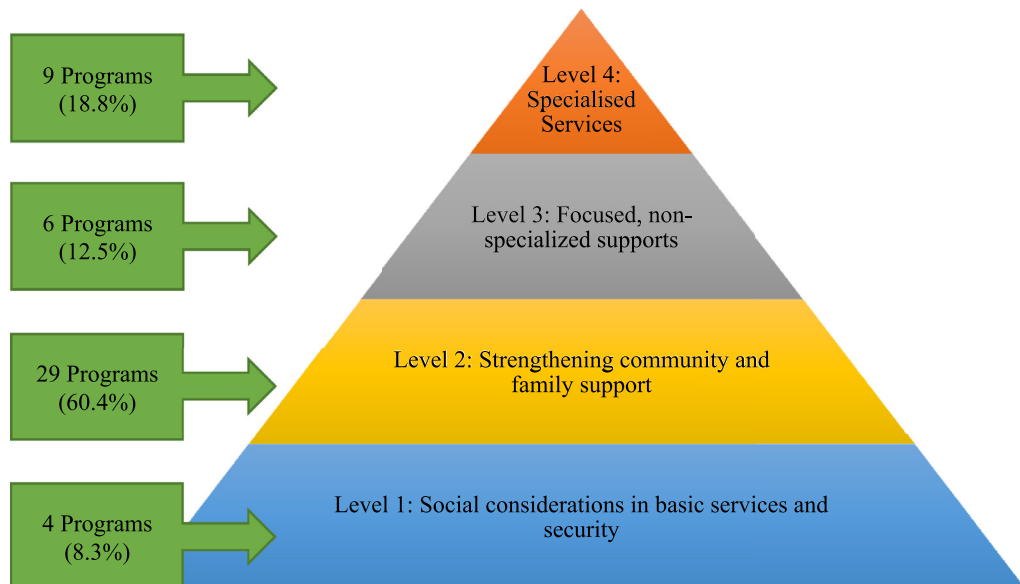 9 Programs
(18.8%)
Level 4:
Specialised
Services
6 Programs
(12.5%)
Level 3: Focused, non-
specialized supports
29 Programs
(60.4%)
Level 2: Strengthening community and
family support
4 Programs
(8.3%)
Level 1: Social considerations in basic services and
security